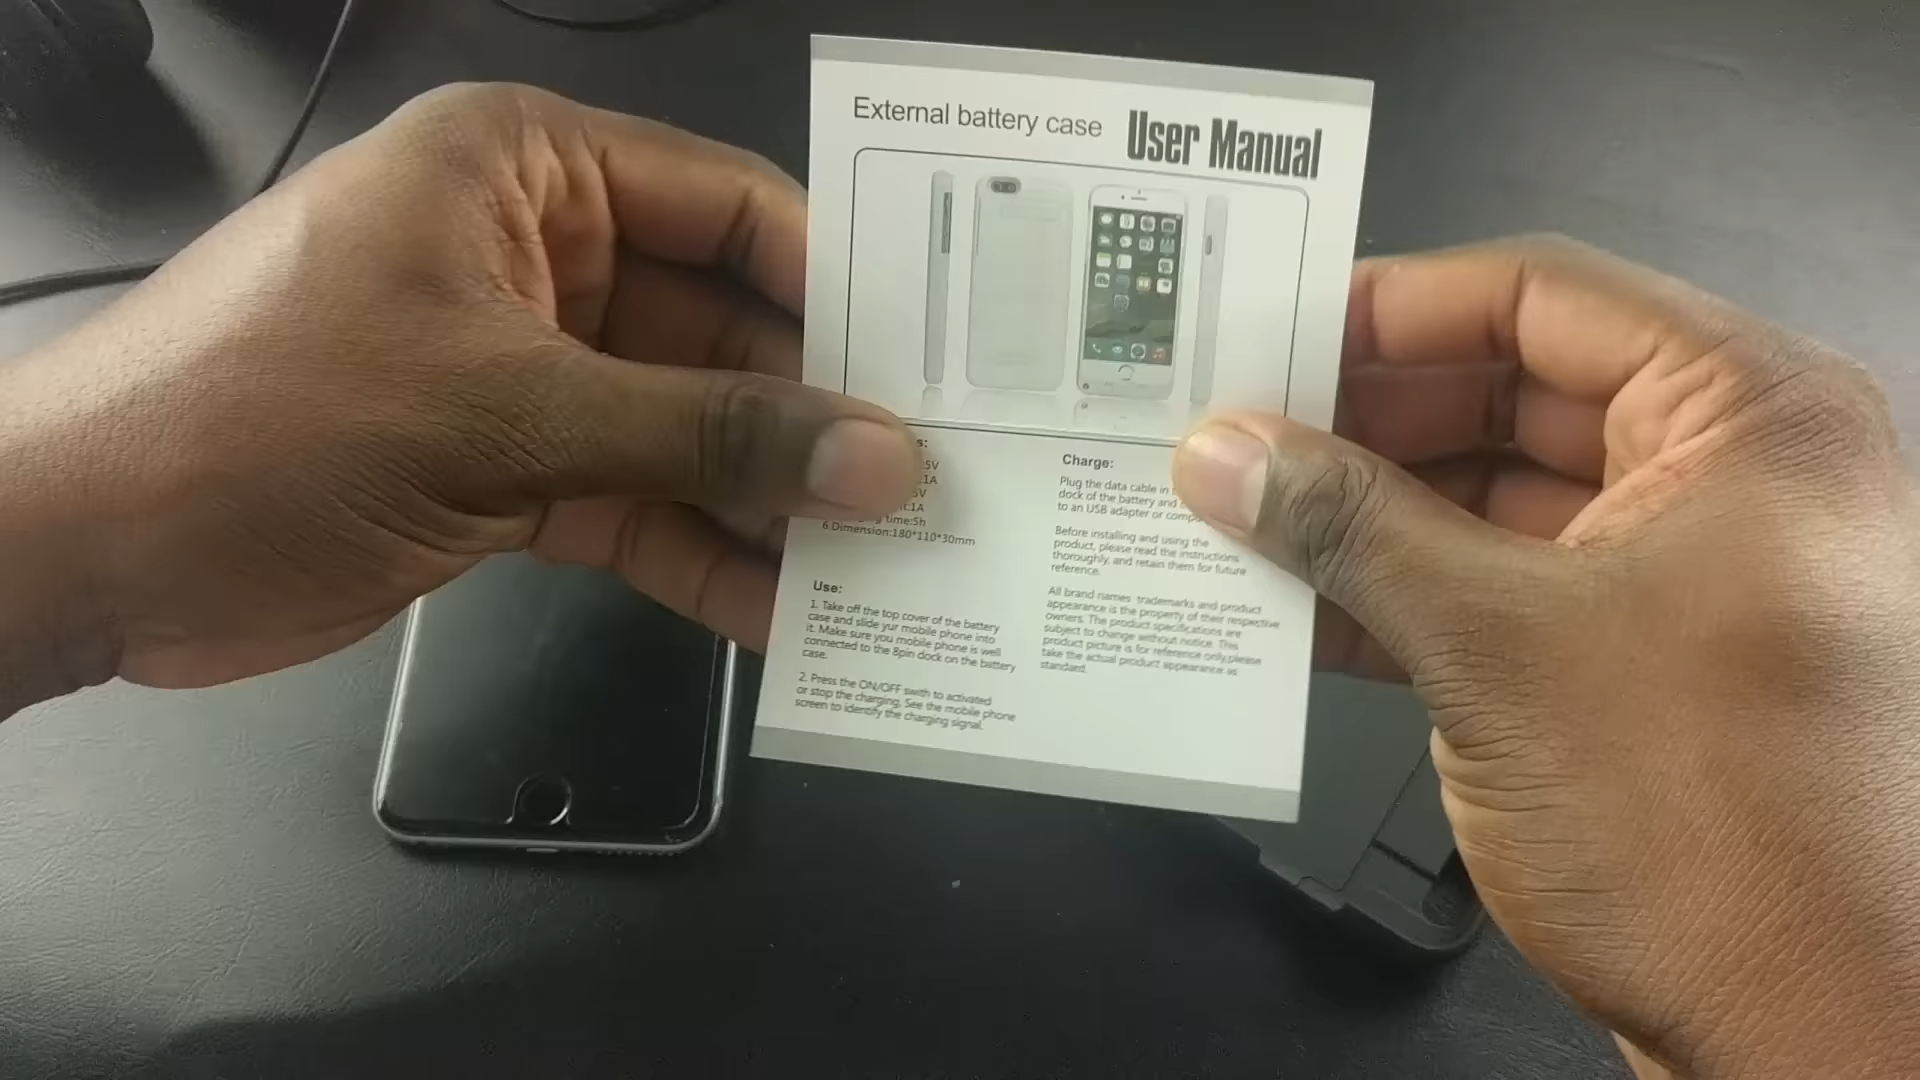 External battery case User Manual
s:
5V
1A
5V
t:1A
time:5h
6.Dimension:180*110*30mm
Use:
1. Take off the top cover of the battery
case and slide yur mobile phone into
it. Make sure you mobile phone is well
connected to the 8pin dock on the battery
case.
2. Press the ON/OFF swith to activated
or stop the charging. See the mobile phone
screen to identify the charging signal.
Charge:
Plug the data cable in
dock of the battery and
to an USB adapter or
Before installing and using the
product, please read the instructions
thoroughly, and retain them for future
reference.
All brand names trademarks and product
appearance is the property of their respective
owners. The product specifications are
subject to change without notice. This
product picture is for reference only,please
take the actual product appearance as
standard.